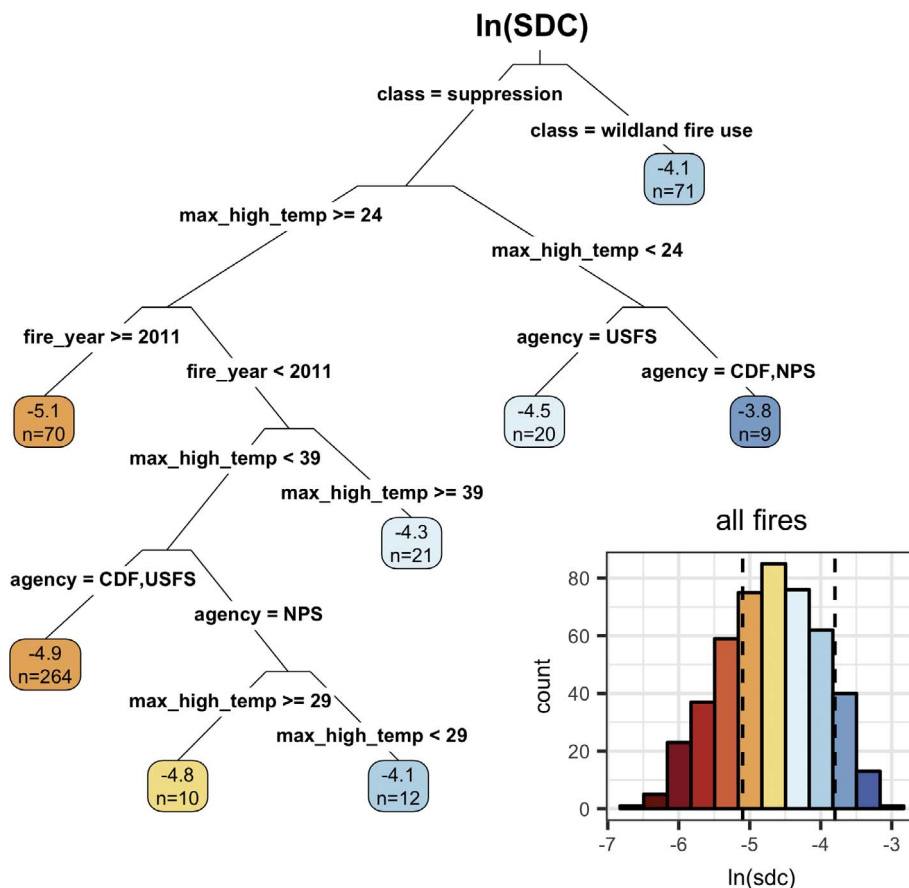 ln(SDC)
class = suppression
class = wildland fire use
-4.1
n=71
max_high_temp >= 24
max_high_temp < 24
fire_year >= 2011
agency = USFS
fire_year < 2011
agency = CDF,NPS
-5.1
n=70
-4.5
n=20
-3.8
n=9
max_high_temp < 39
max_high_temp >= 39
-4.3
n=21
agency = CDF,USFS
agency = NPS
-4.9
n=264
max_high_temp >= 29
max_high_temp < 29
-4.8
n=10
-4.1
n=12
all fires
80
60
40
20
0
count
-7 -6 -5 -4 -3
ln(sdc)